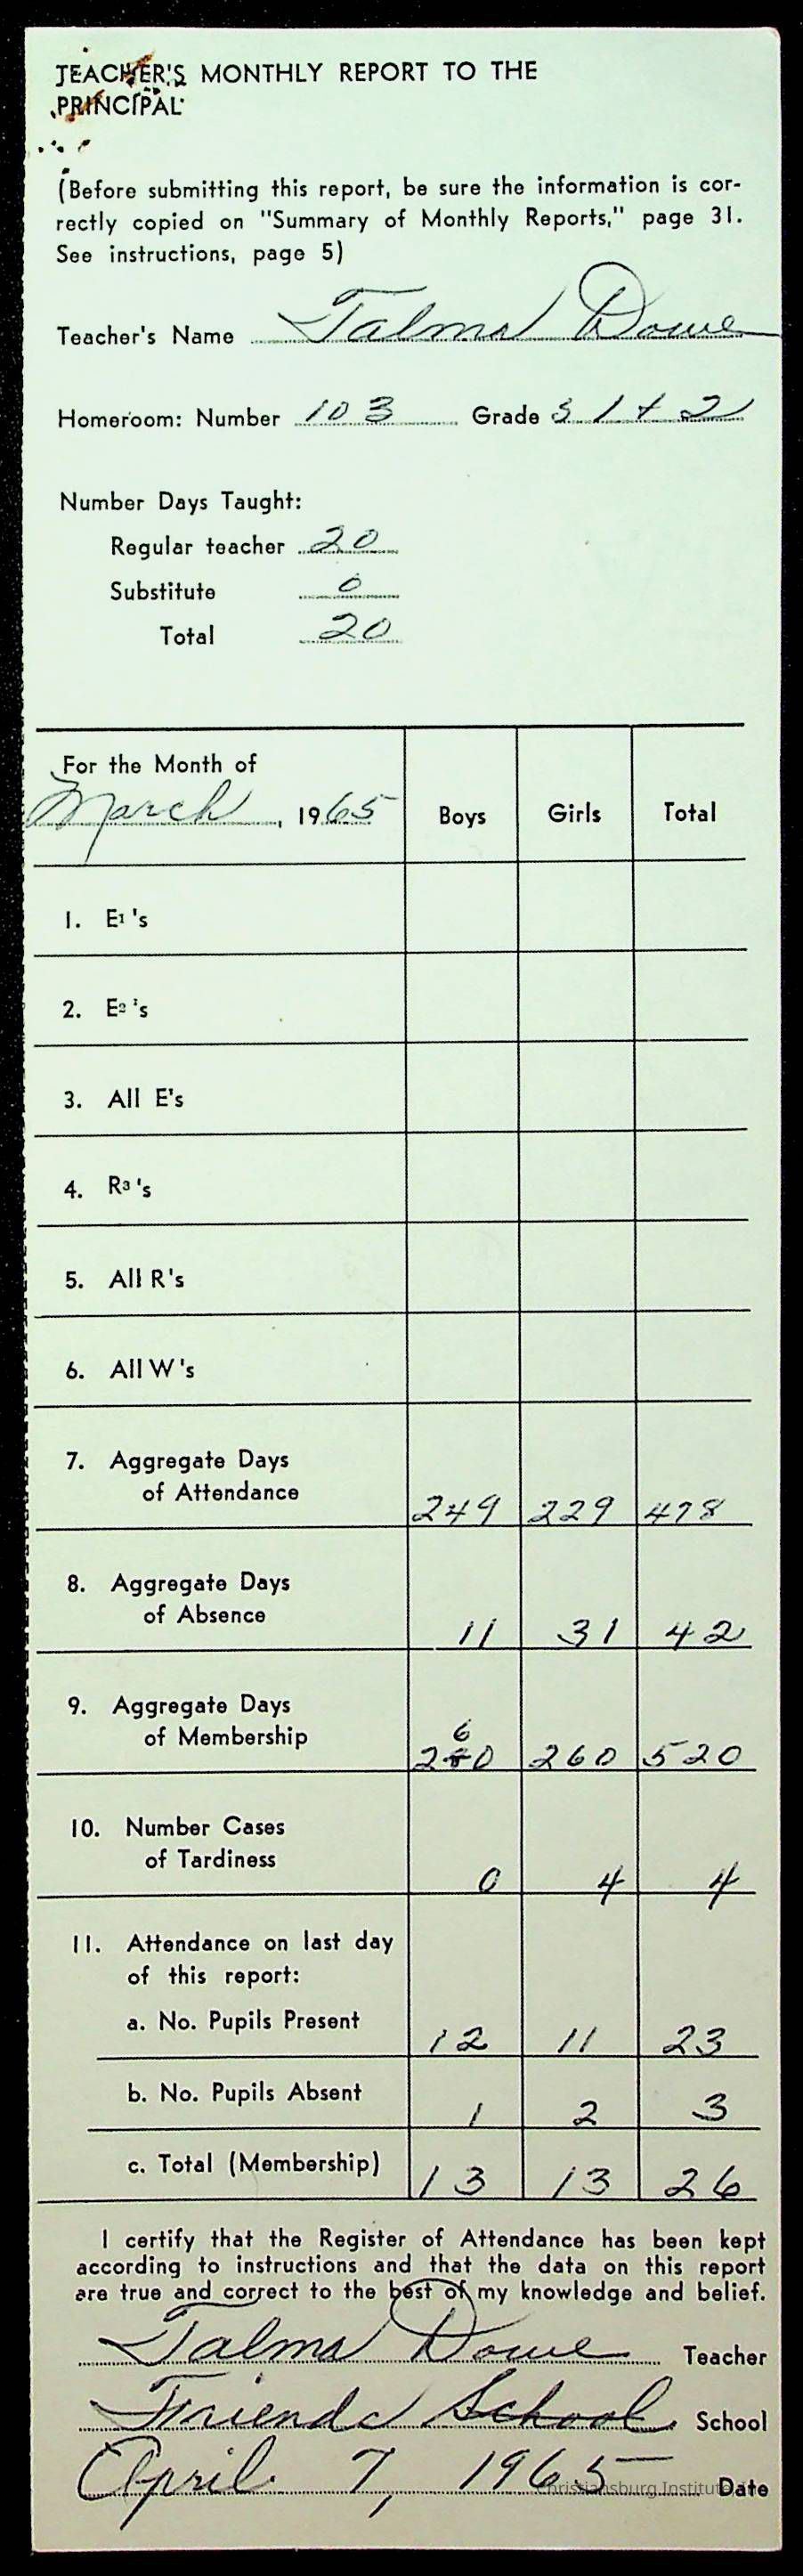 TEACHER'S MONTHLY REPORT TO THE
PRINCIPAL
(Before submitting this report, be sure the information is cor-
rectly copied on "Summary of Monthly Reports," page 31.
See instructions, page 5)
Teacher's Name Talma Dowe
Homeroom: Number 103 Grade s 1 + 2
Number Days Taught:
Regular teacher 20
Substitute 0
Total 20
For the Month of
March, 1965 Boys Girls Total
1. E1's
2. E2's
3. All E's
4. R3's
5. All R's
6. All W's
7. Aggregate Days
of Attendance 249 229 478
8. Aggregate Days
of Absence 11 31 42
9. Aggregate Days
of Membership 260 260 520
10. Number Cases
of Tardiness 0 4 4
11. Attendance on last day
of this report:
a. No. Pupils Present 12 11 23
b. No. Pupils Absent 1 2 3
c. Total (Membership) 13 13 26
I certify that the Register of Attendance has been kept
according to instructions and that the data on this report
are true and correct to the best of my knowledge and belief.
Talma Dowe Teacher
Friends School School
April 7, 1965 Date
Christiansburg Institute